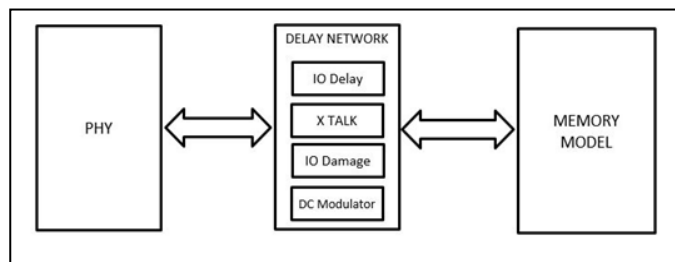 PHY
DELAY NETWORK
IO Delay
X TALK
IO Damage
DC Modulator
MEMORY
MODEL